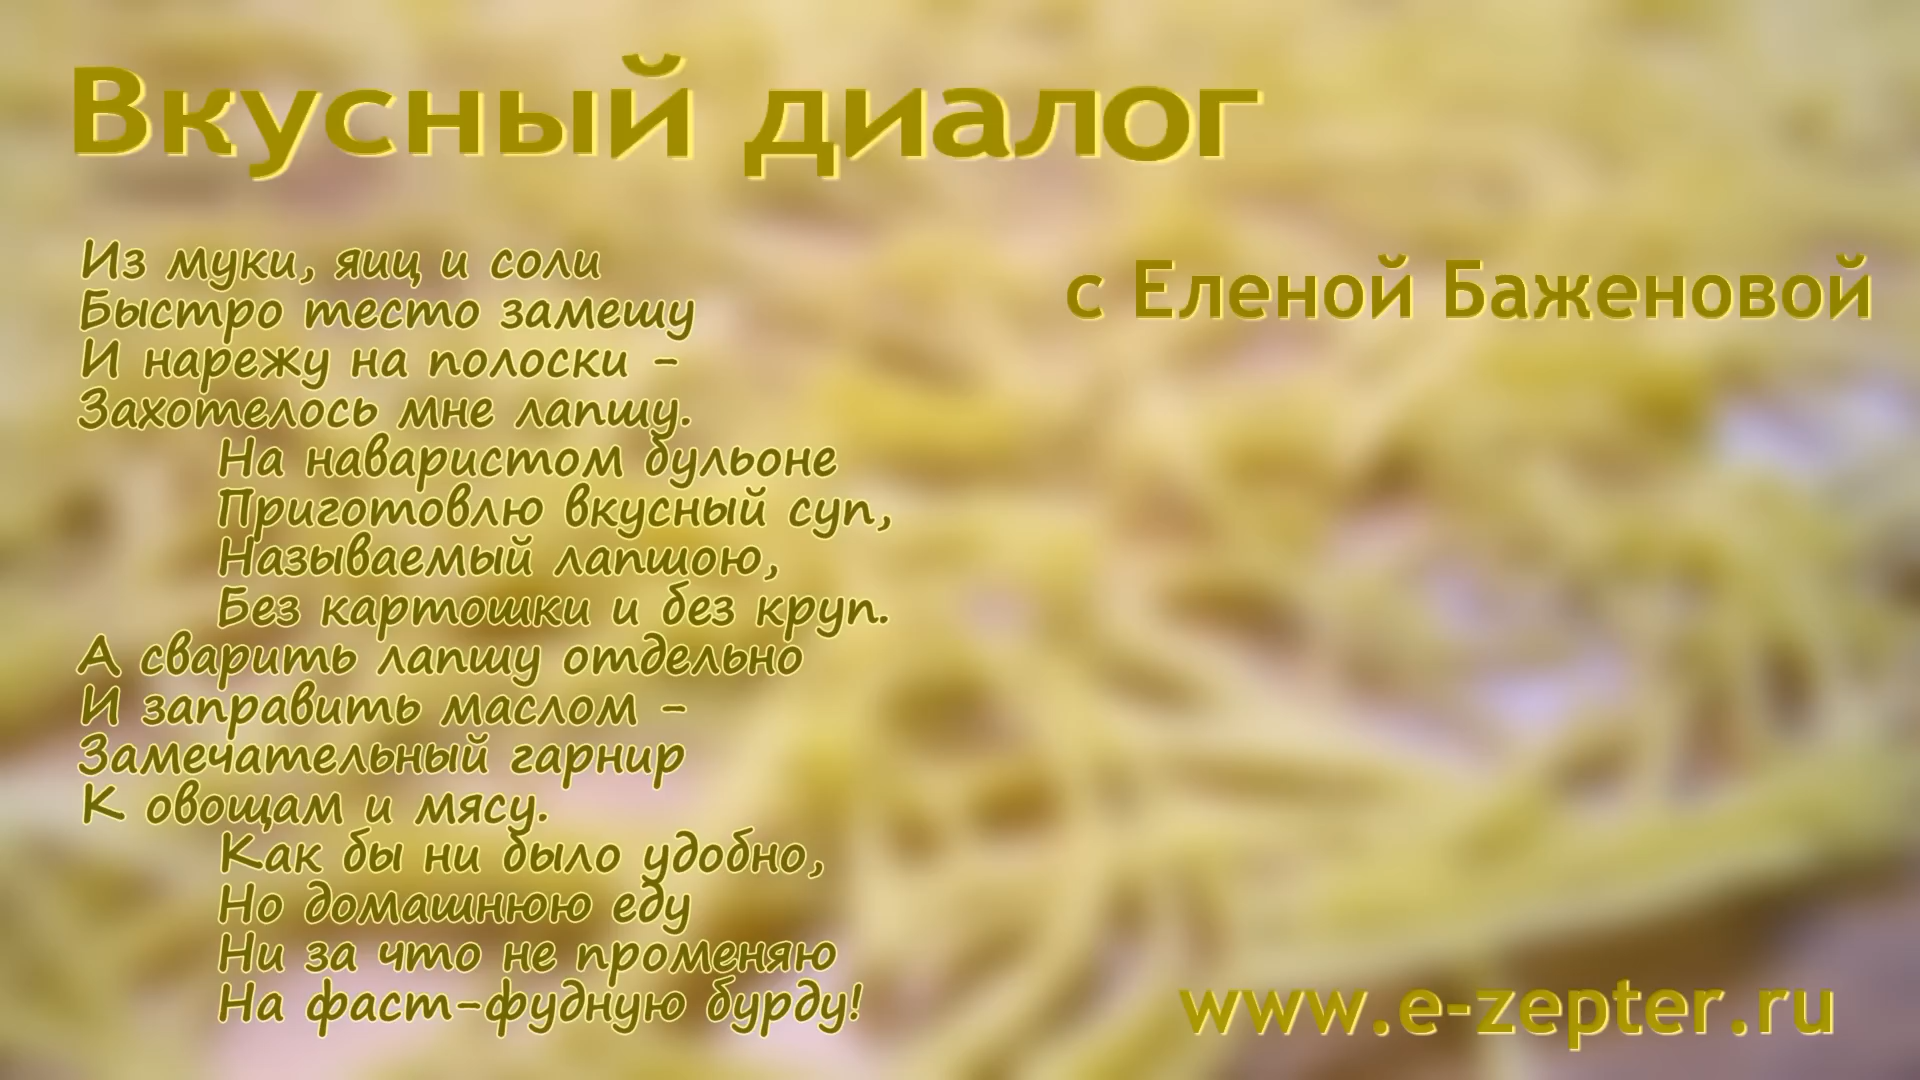 Вкусный диалог
с Еленой Баженовой
Из муки, яиц и соли
Быстро тесто замешу
И нарежу на полоски -
Захотелось мне лапшу.
На наваристом бульоне
Приготовлю вкусный суп,
Называемый лапшою,
Без картошки и без круп.
А сварить лапшу отдельно
И заправить маслом -
Замечательный гарнир
К овощам и мясу.
Как бы ни было удобно,
Но домашнюю еду
Ни за что не променяю
На фаст-фудную бурду!
www.e-zepter.ru